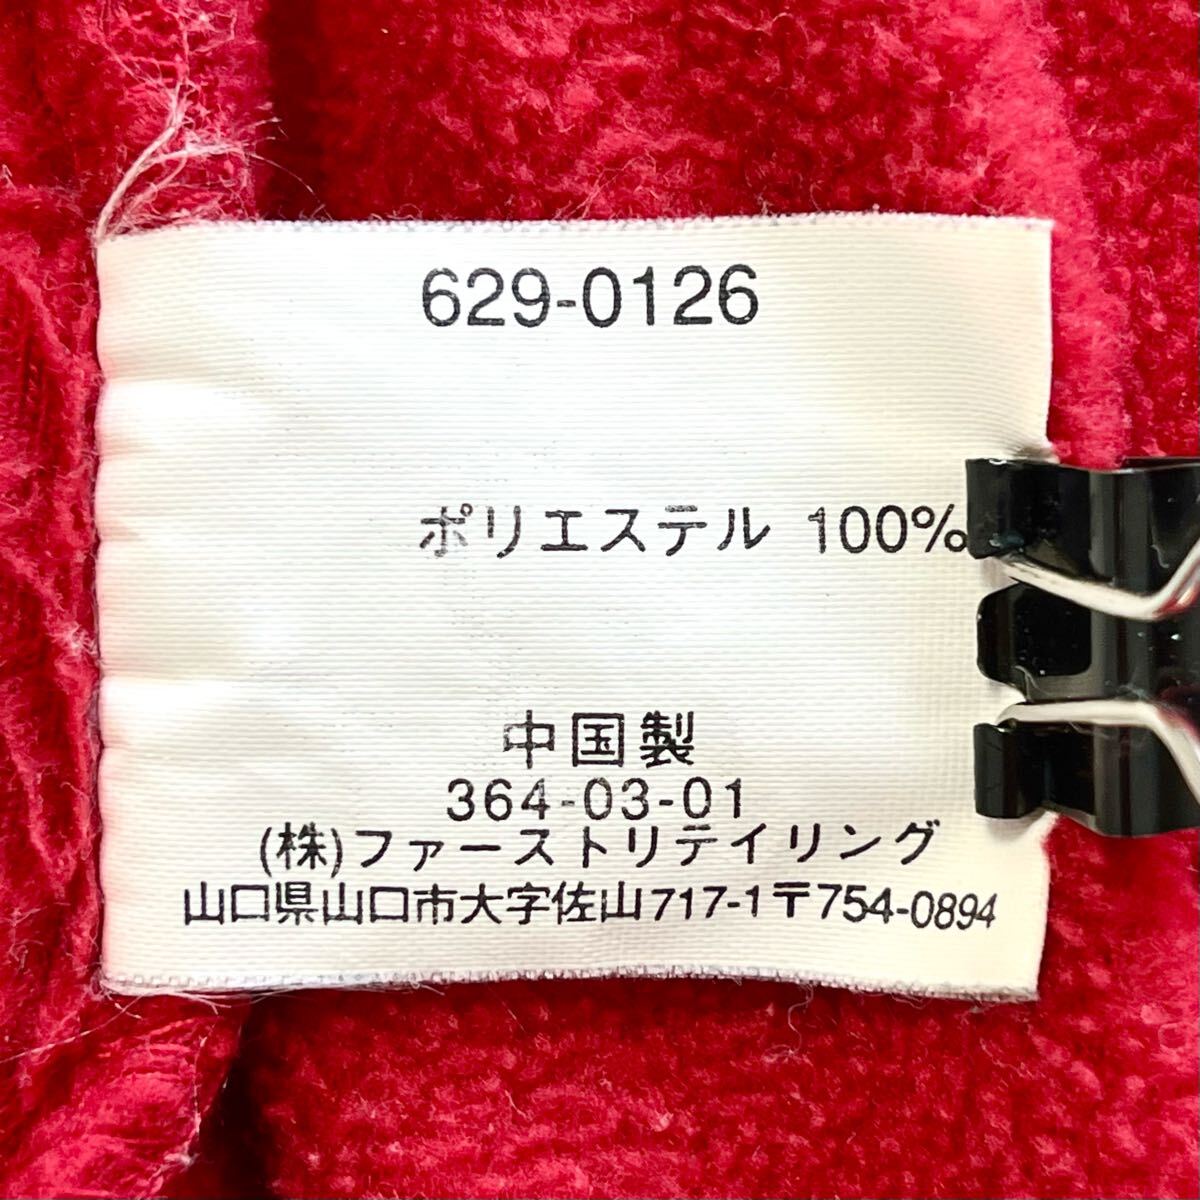 629-0126
ポリエステル 100%
中国製
364-03-01
(株)ファーストリテイリング
山口県山口市大字佐山717-1〒754-0894